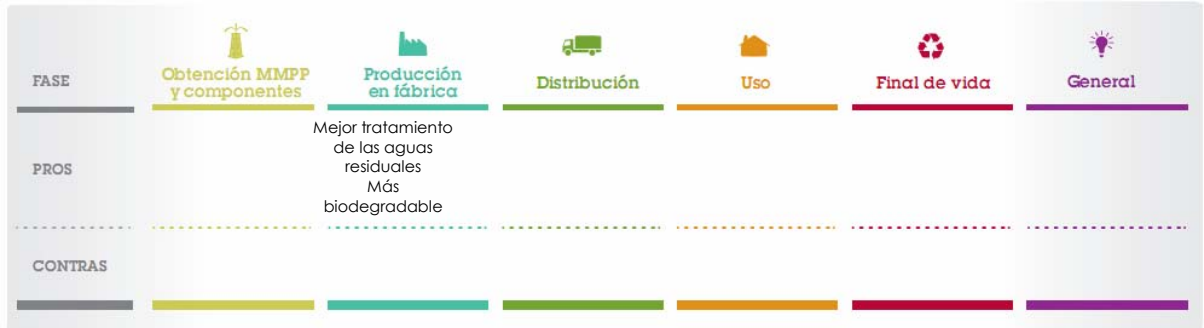 FASE
Obtención MMPP
y componentes
Producción
en fábrica
Distribución
Uso
Final de vida
General
PROS
Mejor tratamiento
de las aguas
residuales
Más
biodegradable
CONTRAS